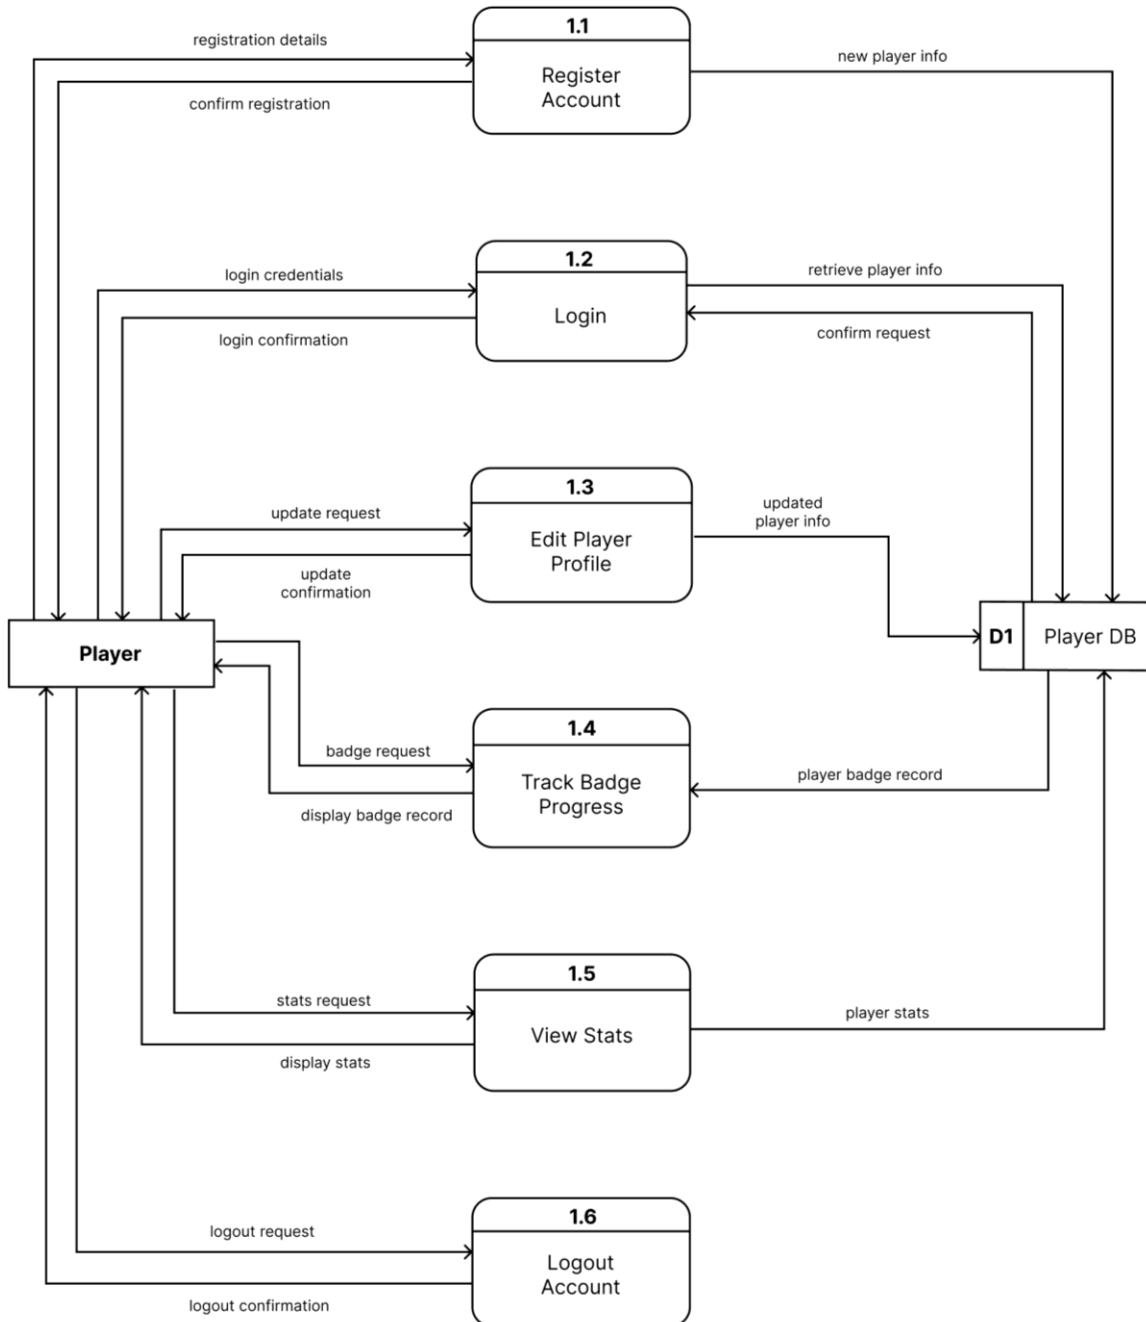 1.1
registration details
new player info
Register
Account
confirm registration
1.2
login credentials
retrieve player info
Login
login confirmation
confirm request
1.3
update request
updated
player info
Edit Player
Profile
update
confirmation
Player
D1
Player DB
1.4
badge request
Track Badge
Progress
player badge record
display badge record
1.5
stats request
View Stats
player stats
display stats
1.6
logout request
Logout
Account
logout confirmation